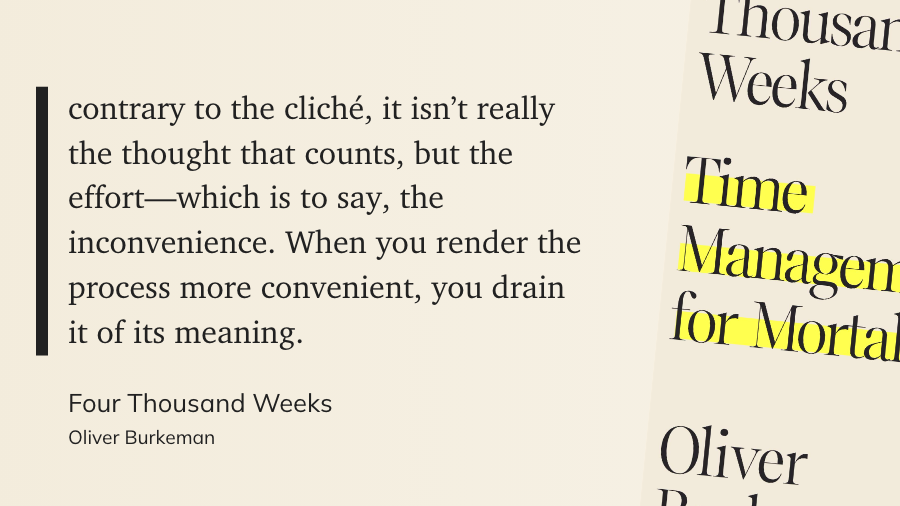 contrary to the cliché, it isn’t really
the thought that counts, but the
effort—which is to say, the
inconvenience. When you render the
process more convenient, you drain
it of its meaning.
Four Thousand Weeks
Oliver Burkeman
Thousan
Weeks
Time
Managem
for Mortal
Oliver